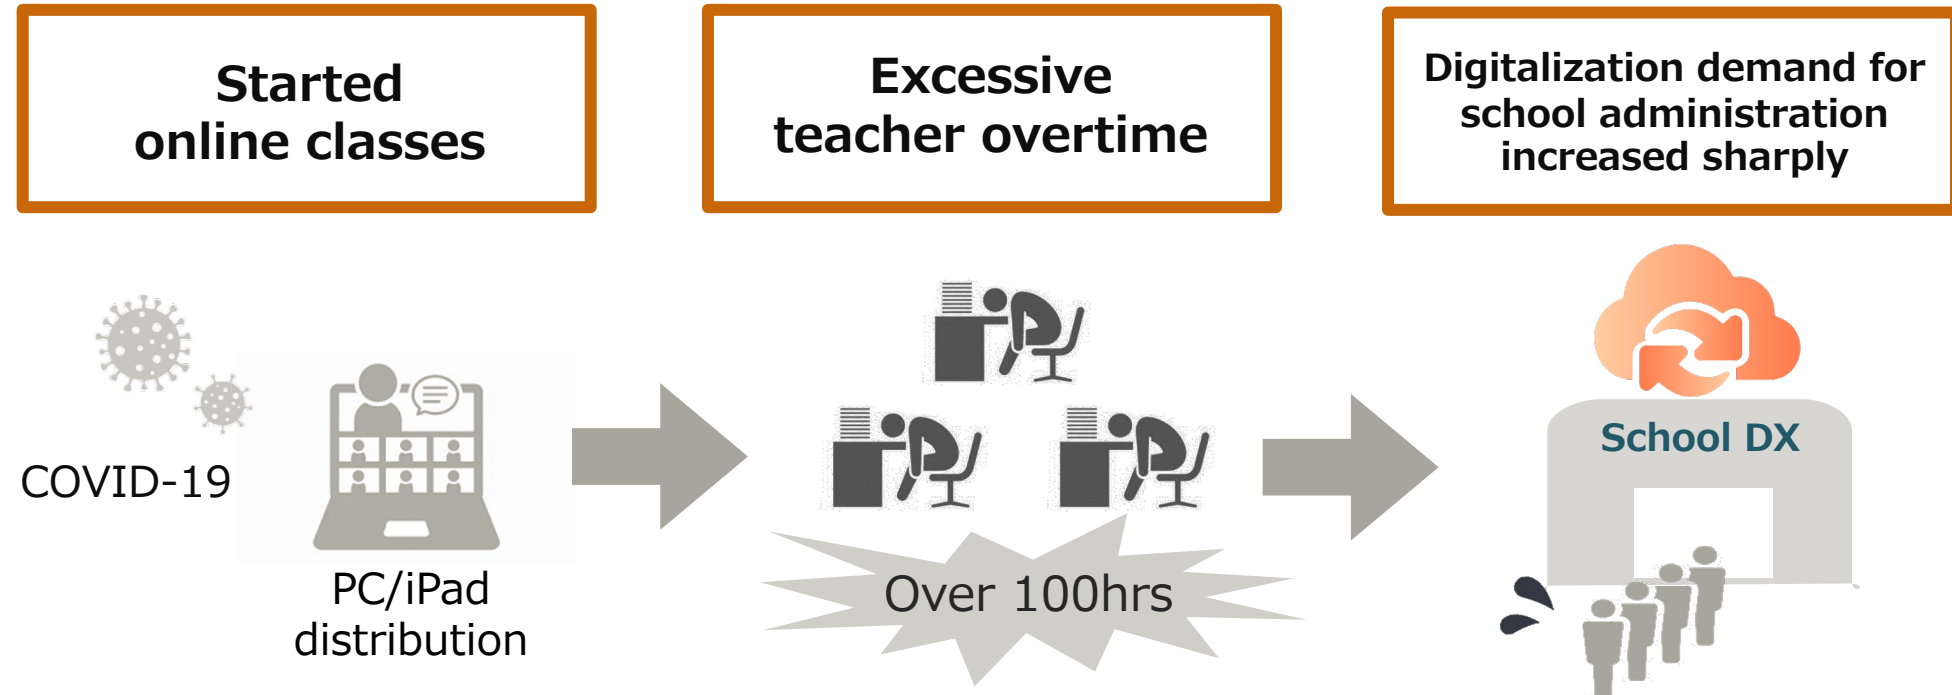 Started
online classes
Excessive
teacher overtime
Digitalization demand for
school administration
increased sharply
COVID-19
PC/iPad
distribution
Over 100hrs
School DX